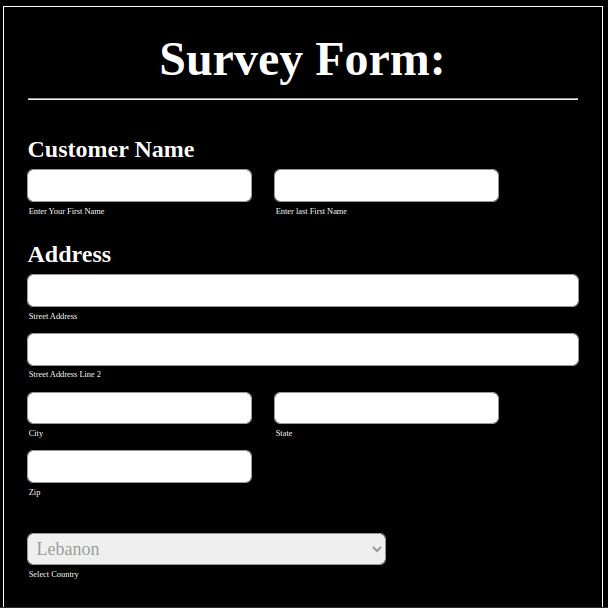 Survey Form:
Customer Name
Enter Your First Name
Enter last First Name
Address
Street Address
Street Address Line 2
City
State
Zip
Lebanon
Select Country